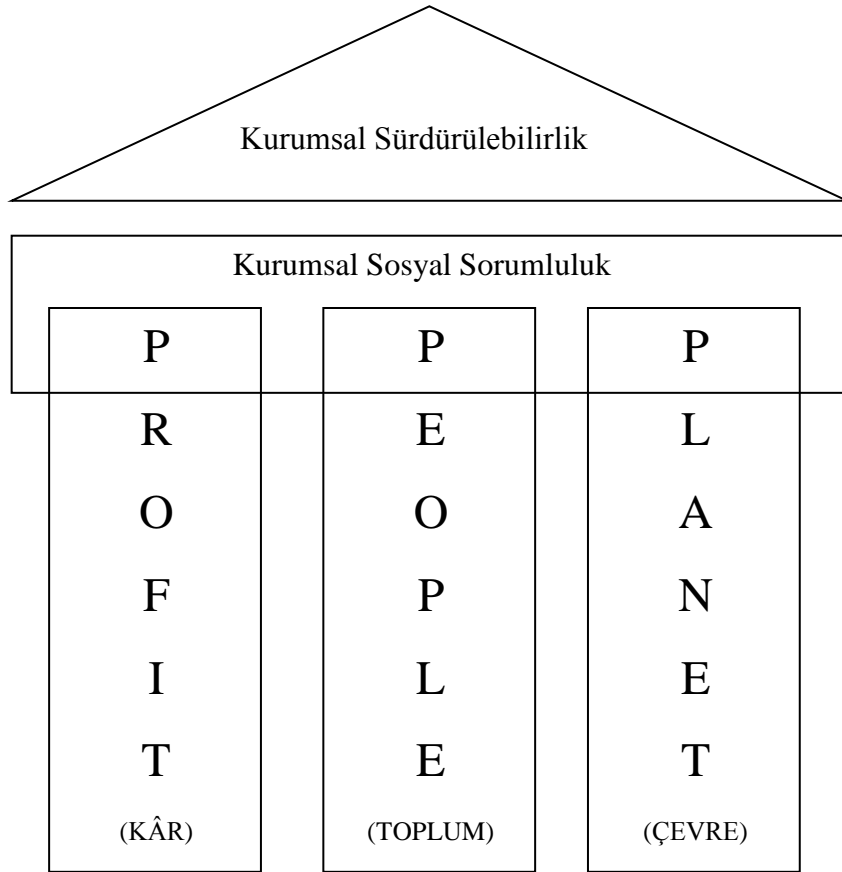 Kurumsal Sürdürülebilirlik
Kurumsal Sosyal Sorumluluk
P
R
O
F
I
T
(KÂR)
P
E
O
P
L
E
(TOPLUM)
P
L
A
N
E
T
(ÇEVRE)